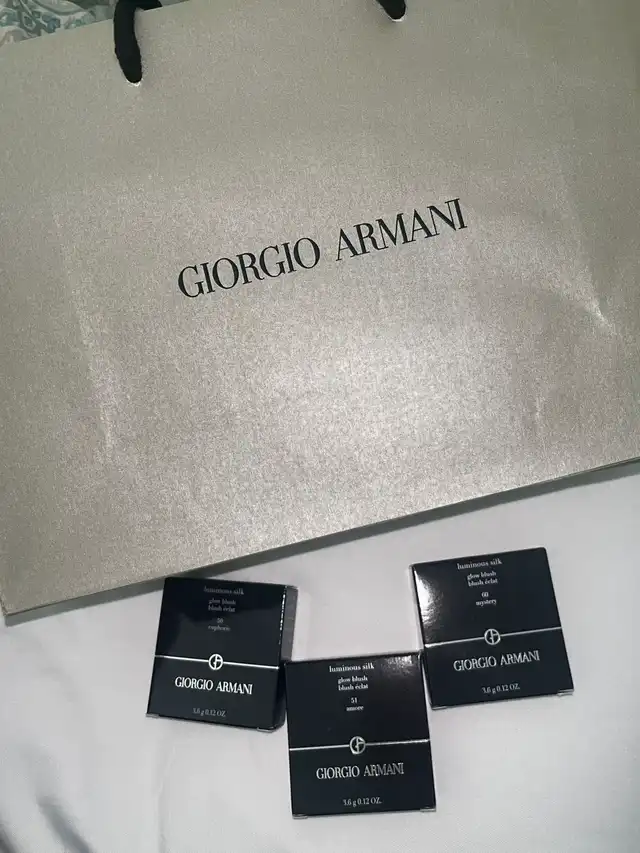 GIORGIO ARMANI
luminous silk
glow blush
blush éclat
50
euphoric
GIORGIO ARMANI
3.6 g 0.12 OZ.
luminous silk
glow blush
blush éclat
51
amore
GIORGIO ARMANI
3.6 g 0.12 OZ.
luminous silk
glow blush
blush éclat
60
mystery
GIORGIO ARMANI
3.6 g 0.12 OZ.